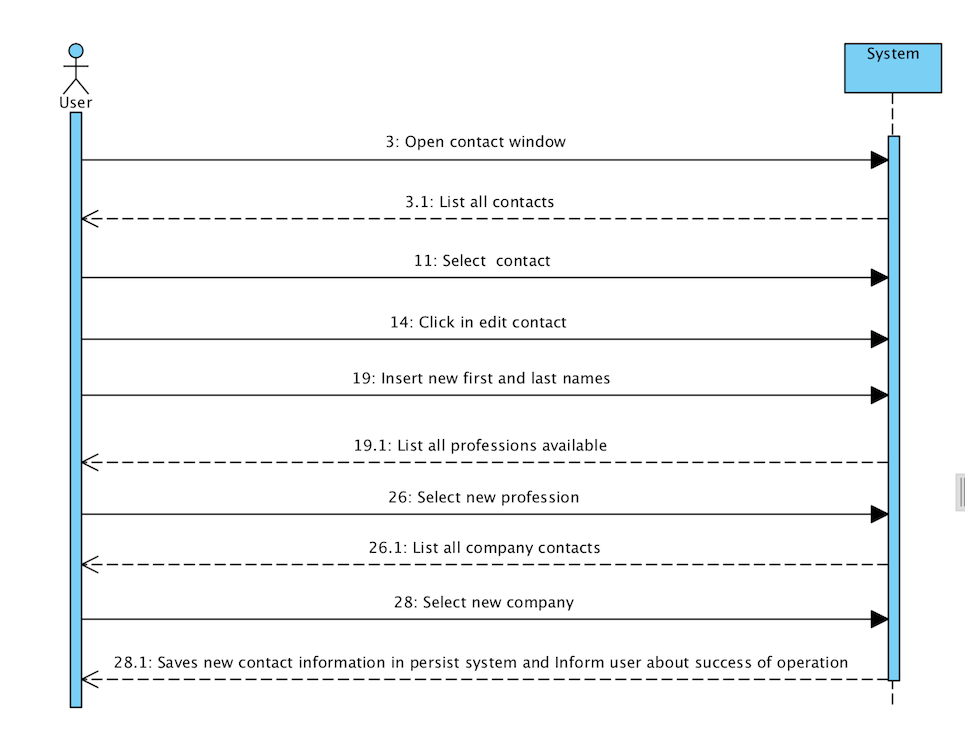 User
System
3: Open contact window
3.1: List all contacts
11: Select  contact
14: Click in edit contact
19: Insert new first and last names
19.1: List all professions available
26: Select new profession
26.1: List all company contacts
28: Select new company
28.1: Saves new contact information in persist system and Inform user about success of operation